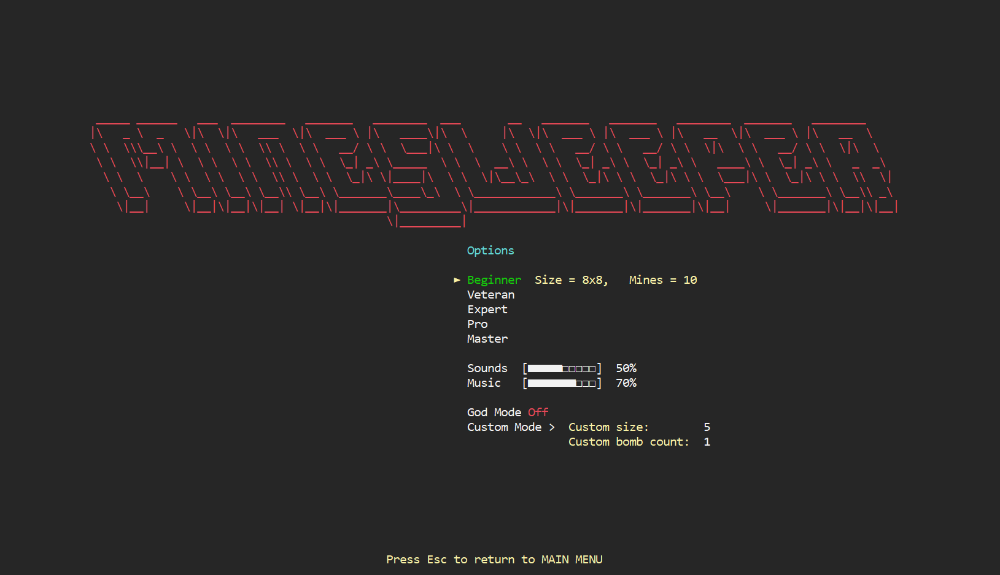 MINESWEEPER
Options
► Beginner  Size = 8x8,   Mines = 10
Veteran
Expert
Pro
Master
Sounds  [■■■■■□□□□□]  50%
Music   [■■■■■■■□□□]  70%
God Mode Off
Custom Mode >  Custom size:        5
Custom bomb count:  1
Press Esc to return to MAIN MENU